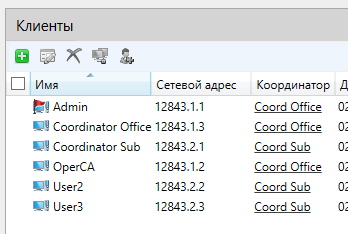 Клиенты
Имя Сетевой адрес Координатор Д
Admin 12843.1.1 Coord Office 02
Coordinator Office 12843.1.3 Coord Office 02
Coordinator Sub 12843.2.1 Coord Sub 02
OperCA 12843.1.2 Coord Office 02
User2 12843.2.2 Coord Sub 02
User3 12843.2.3 Coord Sub 02